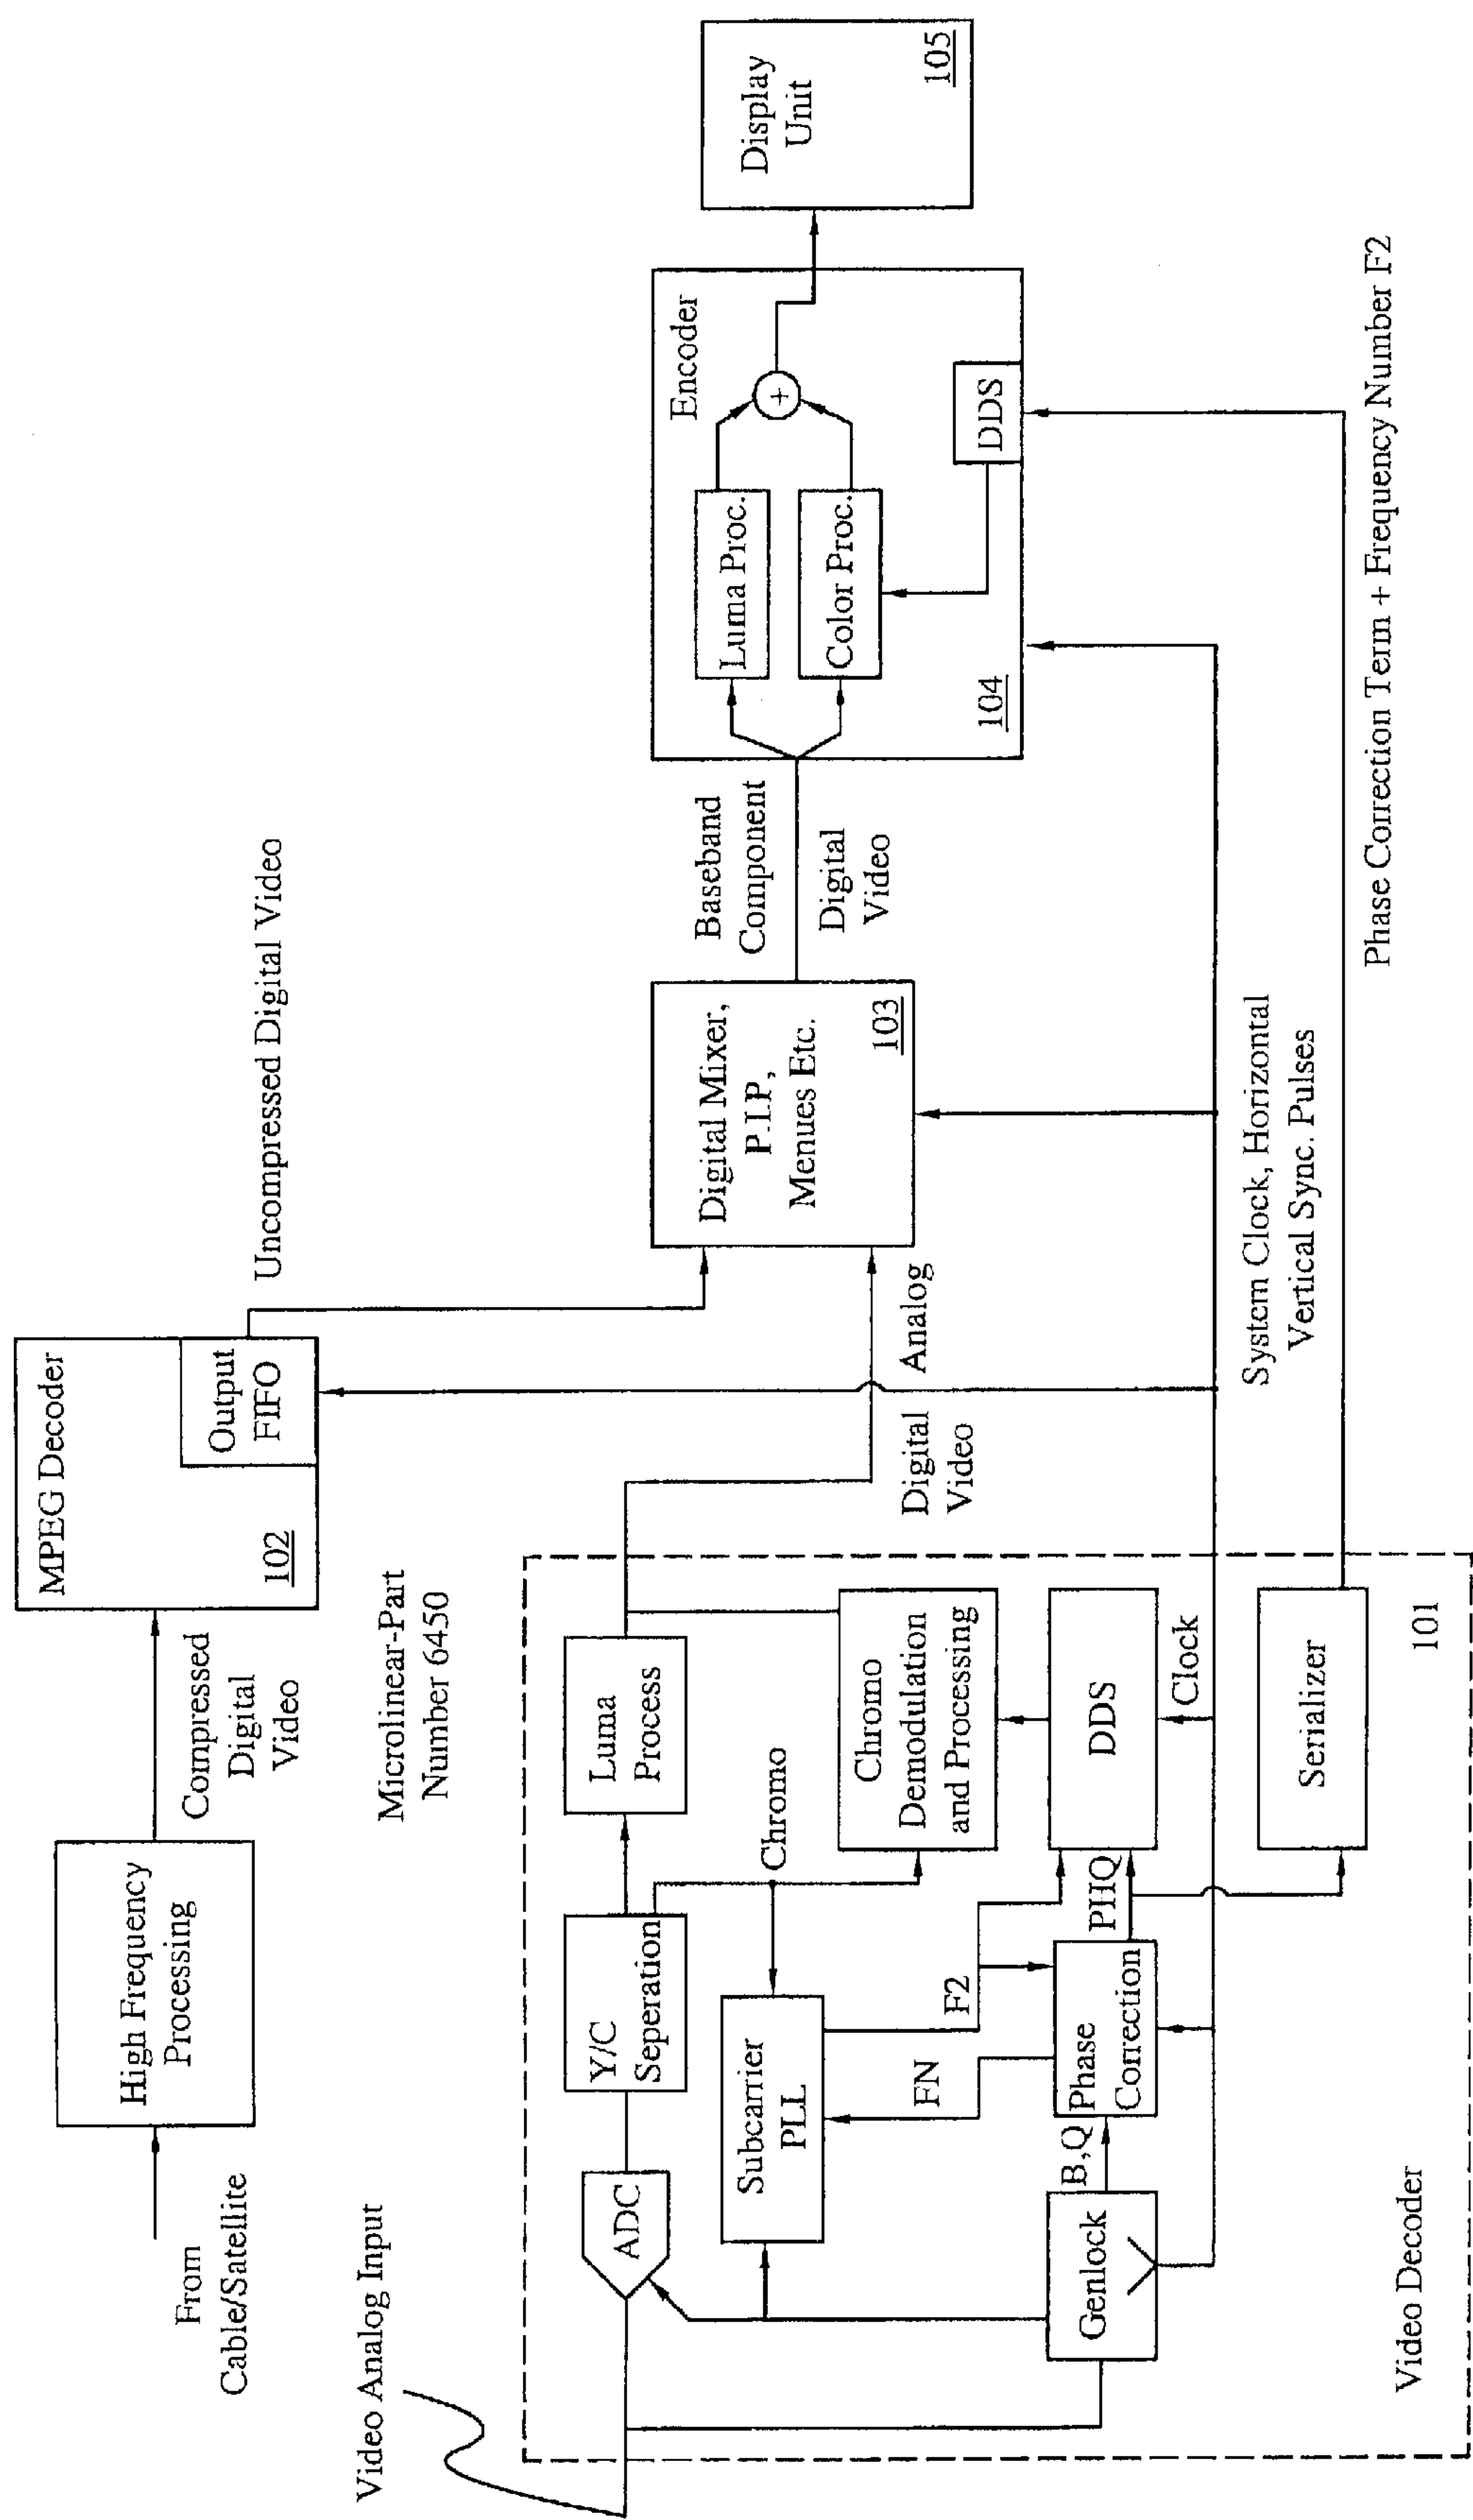 From
Cable/Satellite
High Frequency
Processing
Compressed
Digital
Video
MPEG Decoder
102
Output
FIFO
Uncompressed Digital Video
Video Analog Input
Microlinear-Part
Number 6450
ADC
Y/C
Seperation
Luma
Process
Chromo
Subcarrier
PLL
Chromo
Demodulation
and Processing
F2
FN
Genlock
B,Q
Phase
Correction
PHQ
DDS
Clock
Serializer
101
Video Decoder
Digital
Video
Analog
Digital Mixer,
P.I.P,
Menues Etc.
103
Baseband
Component
Digital
Video
Encoder
Luma Proc.
Color Proc.
+
DDS
104
Display
Unit
105
System Clock, Horizontal
Vertical Sync. Pulses
Phase Correction Term + Frequency Number F2